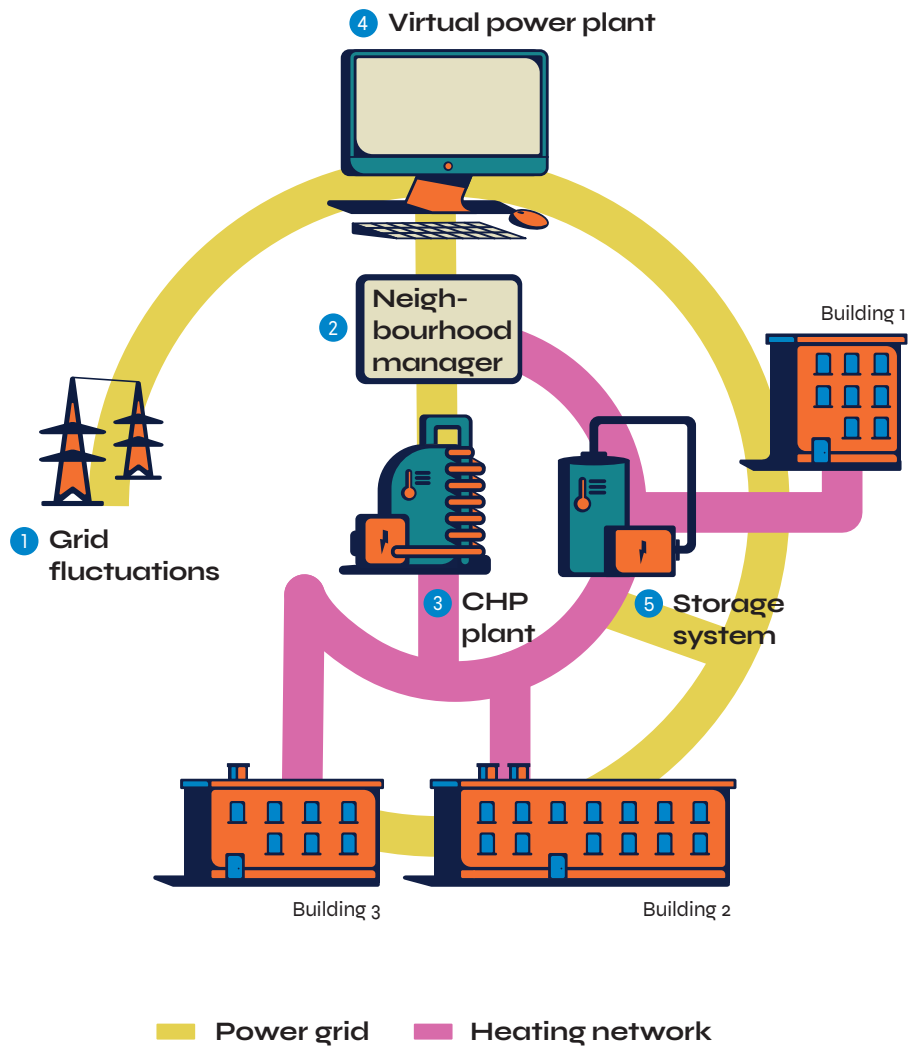 4 Virtual power plant
Neigh-
2 bourhood
manager
Building 1
1 Grid
fluctuations
3 CHP
plant
5 Storage
system
Building 3
Building 2
Power grid
Heating network